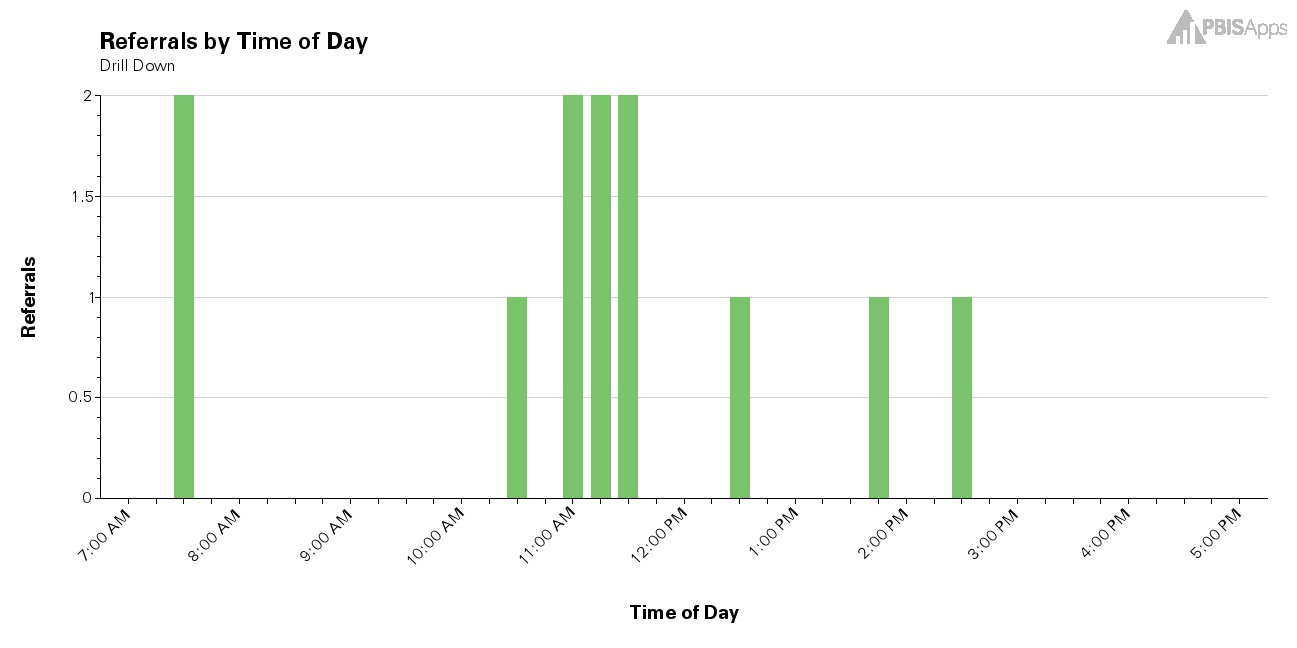 PBISApps
Referrals by Time of Day
Drill Down
2
1.5
1
0.5
0
Referrals
7:00 AM
8:00 AM
9:00 AM
10:00 AM
11:00 AM
12:00 PM
1:00 PM
2:00 PM
3:00 PM
4:00 PM
5:00 PM
Time of Day